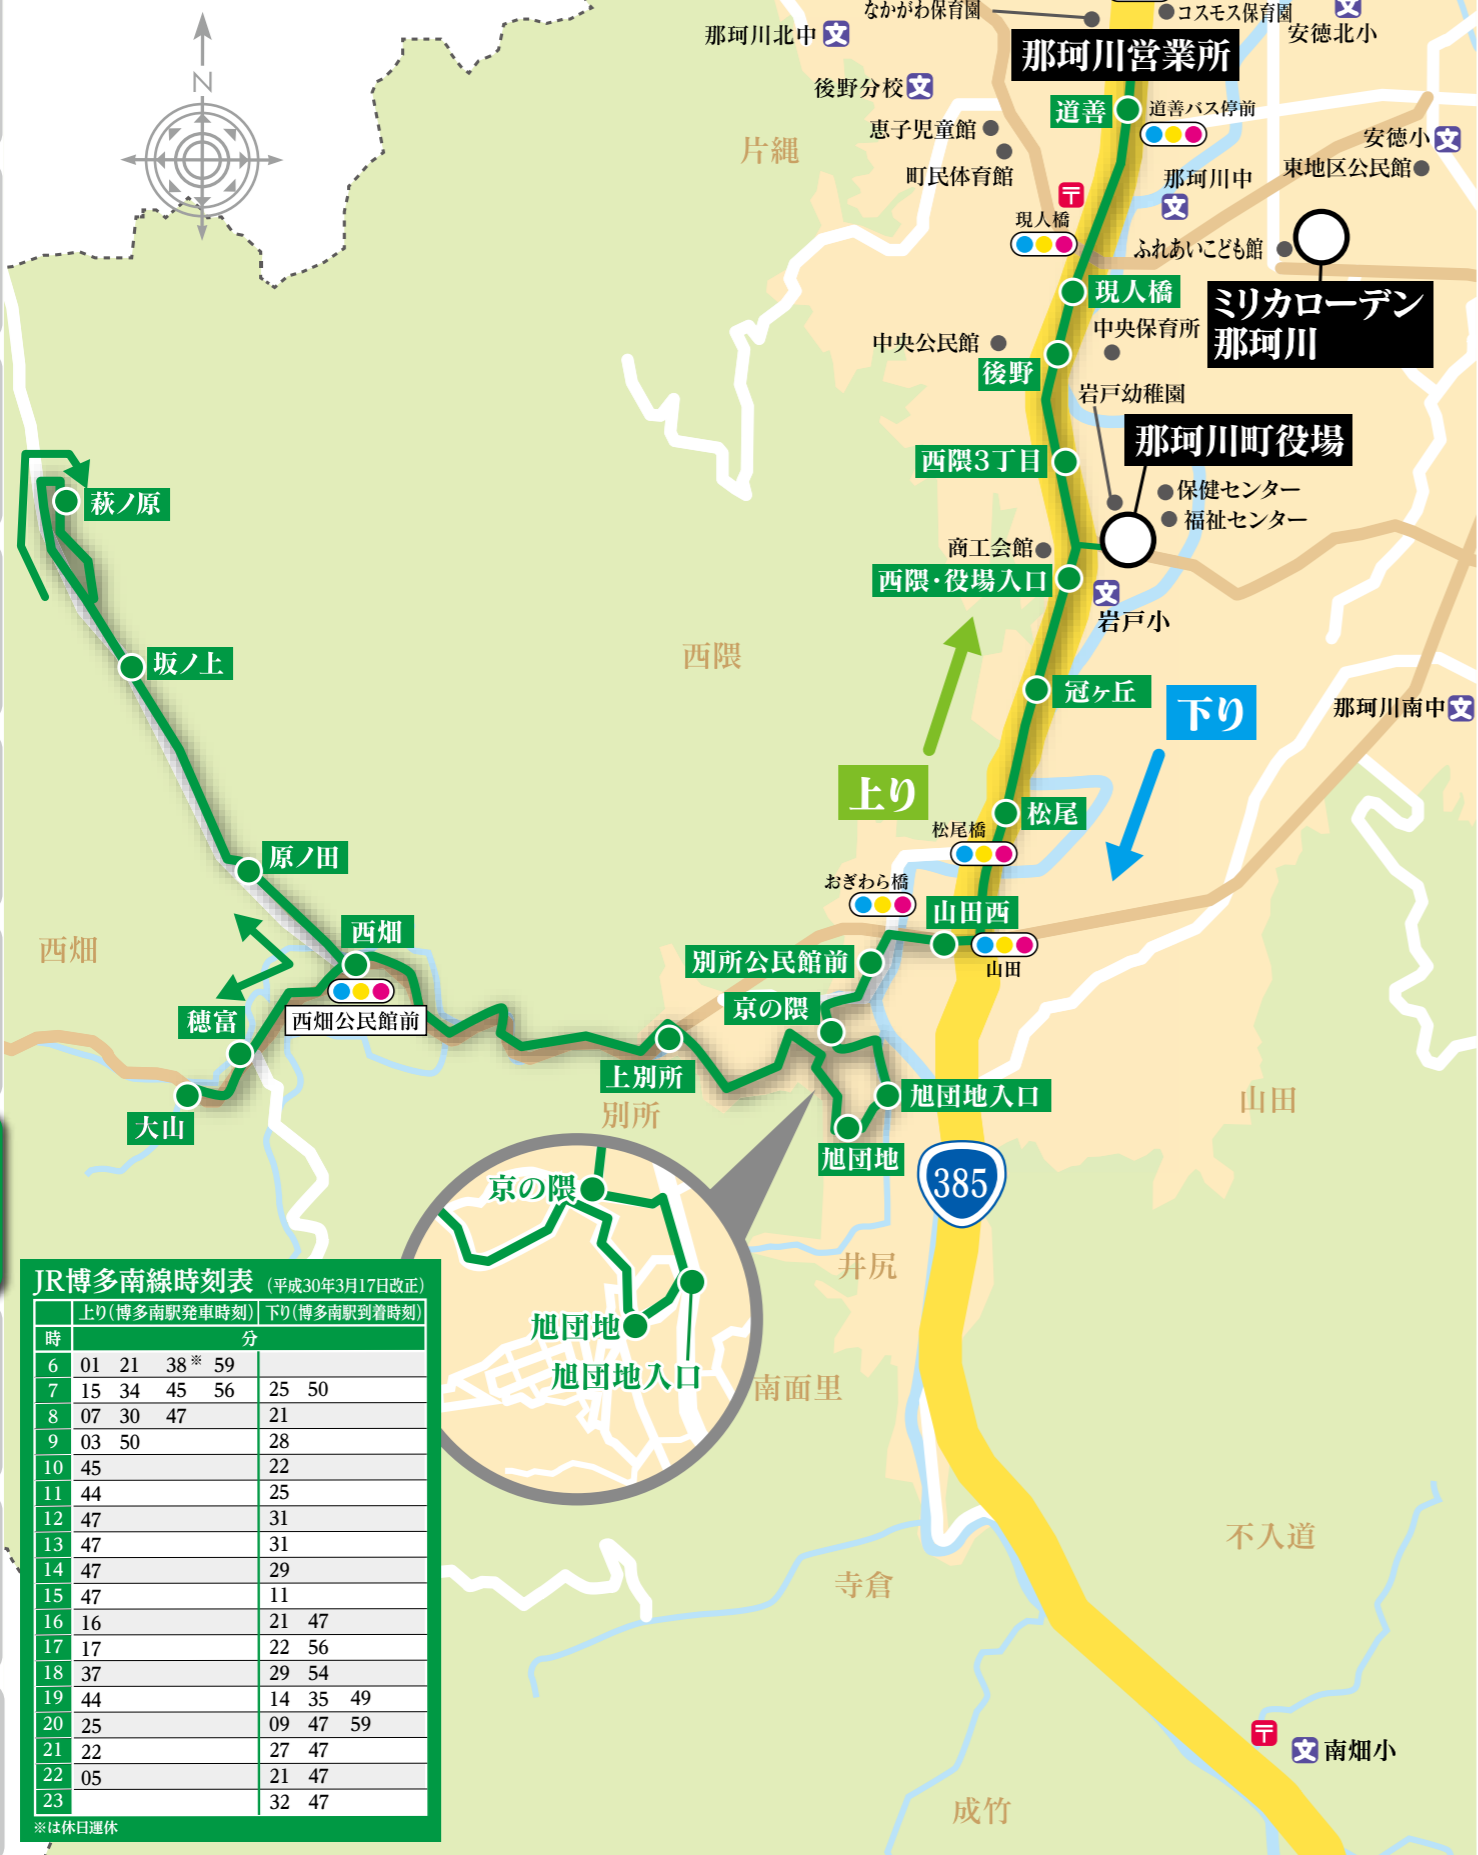 なかがわ保育園
コスモス保育園
那珂川北中 文
文
安徳北小
那珂川営業所
後野分校 文
道善
道善バス停前
恵子児童館
町民体育館
片縄
安徳小 文
東地区公民館
那珂川中
文
〒
現人橋
ふれあいこども館
現人橋
ミリカローデン
那珂川
中央公民館
中央保育所
後野
岩戸幼稚園
那珂川町役場
西隈3丁目
保健センター
福祉センター
商工会館
西隈・役場入口
文
岩戸小
N
萩ノ原
坂ノ上
西隈
冠ヶ丘
下り
那珂川南中 文
上り
松尾
松尾橋
原ノ田
おぎわら橋
山田西
西畑
西畑
別所公民館前
山田
京の隈
穂富
西畑公民館前
上別所
旭団地入口
山田
大山
別所
旭団地
385
京の隈
井尻
旭団地
旭団地入口
南面里
不入道
寺倉
〒
文 南畑小
成竹
JR博多南線時刻表 (平成30年3月17日改正)
上り(博多南駅発車時刻) 下り(博多南駅到着時刻)
時 分
6 01 21 38※ 59
7 15 34 45 56 25 50
8 07 30 47 21
9 03 50 28
10 45 22
11 44 25
12 47 31
13 47 31
14 47 29
15 47 11
16 16 21 47
17 17 22 56
18 37 29 54
19 44 14 35 49
20 25 09 47 59
21 22 27 47
22 05 21 47
23 32 47
※は休日運休